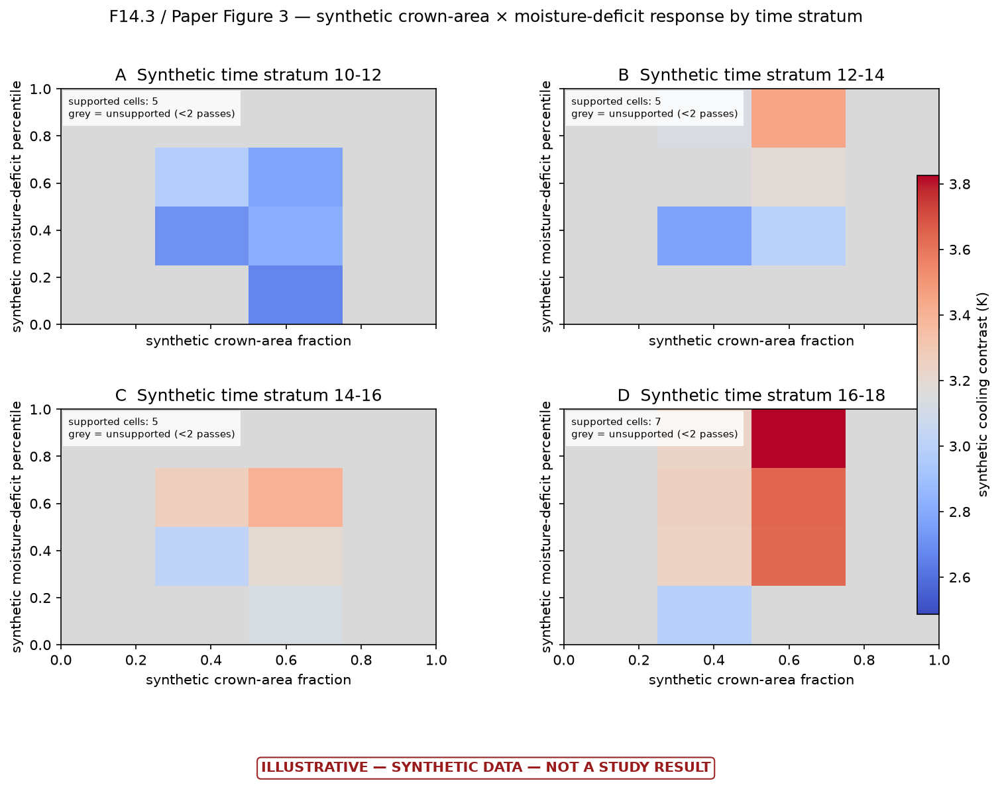 F14.3 / Paper Figure 3 — synthetic crown-area × moisture-deficit response by time stratum
A  Synthetic time stratum 10-12
synthetic moisture-deficit percentile
1.0
0.8
0.6
0.4
0.2
0.0
supported cells: 5
grey = unsupported (<2 passes)
synthetic crown-area fraction
B  Synthetic time stratum 12-14
synthetic moisture-deficit percentile
supported cells: 5
grey = unsupported (<2 passes)
synthetic crown-area fraction
C  Synthetic time stratum 14-16
synthetic moisture-deficit percentile
1.0
0.8
0.6
0.4
0.2
0.0
supported cells: 5
grey = unsupported (<2 passes)
0.0 0.2 0.4 0.6 0.8 1.0
synthetic crown-area fraction
D  Synthetic time stratum 16-18
synthetic moisture-deficit percentile
supported cells: 7
grey = unsupported (<2 passes)
0.0 0.2 0.4 0.6 0.8 1.0
synthetic crown-area fraction
3.8
3.6
3.4
3.2
3.0
2.8
2.6
synthetic cooling contrast (K)
ILLUSTRATIVE — SYNTHETIC DATA — NOT A STUDY RESULT